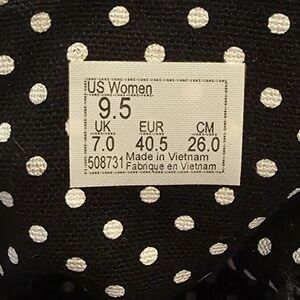 US Women
9.5
UK EUR CM
7.0 40.5 26.0
508731 Made in Vietnam
Fabrique en Vietnam